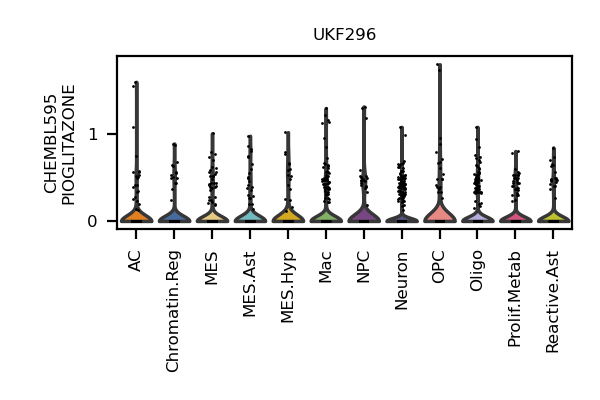 UKF296
CHEMBL595
PIOGLITAZONE
1
0
AC
Chromatin.Reg
MES
MES.Ast
MES.Hyp
Mac
NPC
Neuron
OPC
Oligo
Prolif.Metab
Reactive.Ast